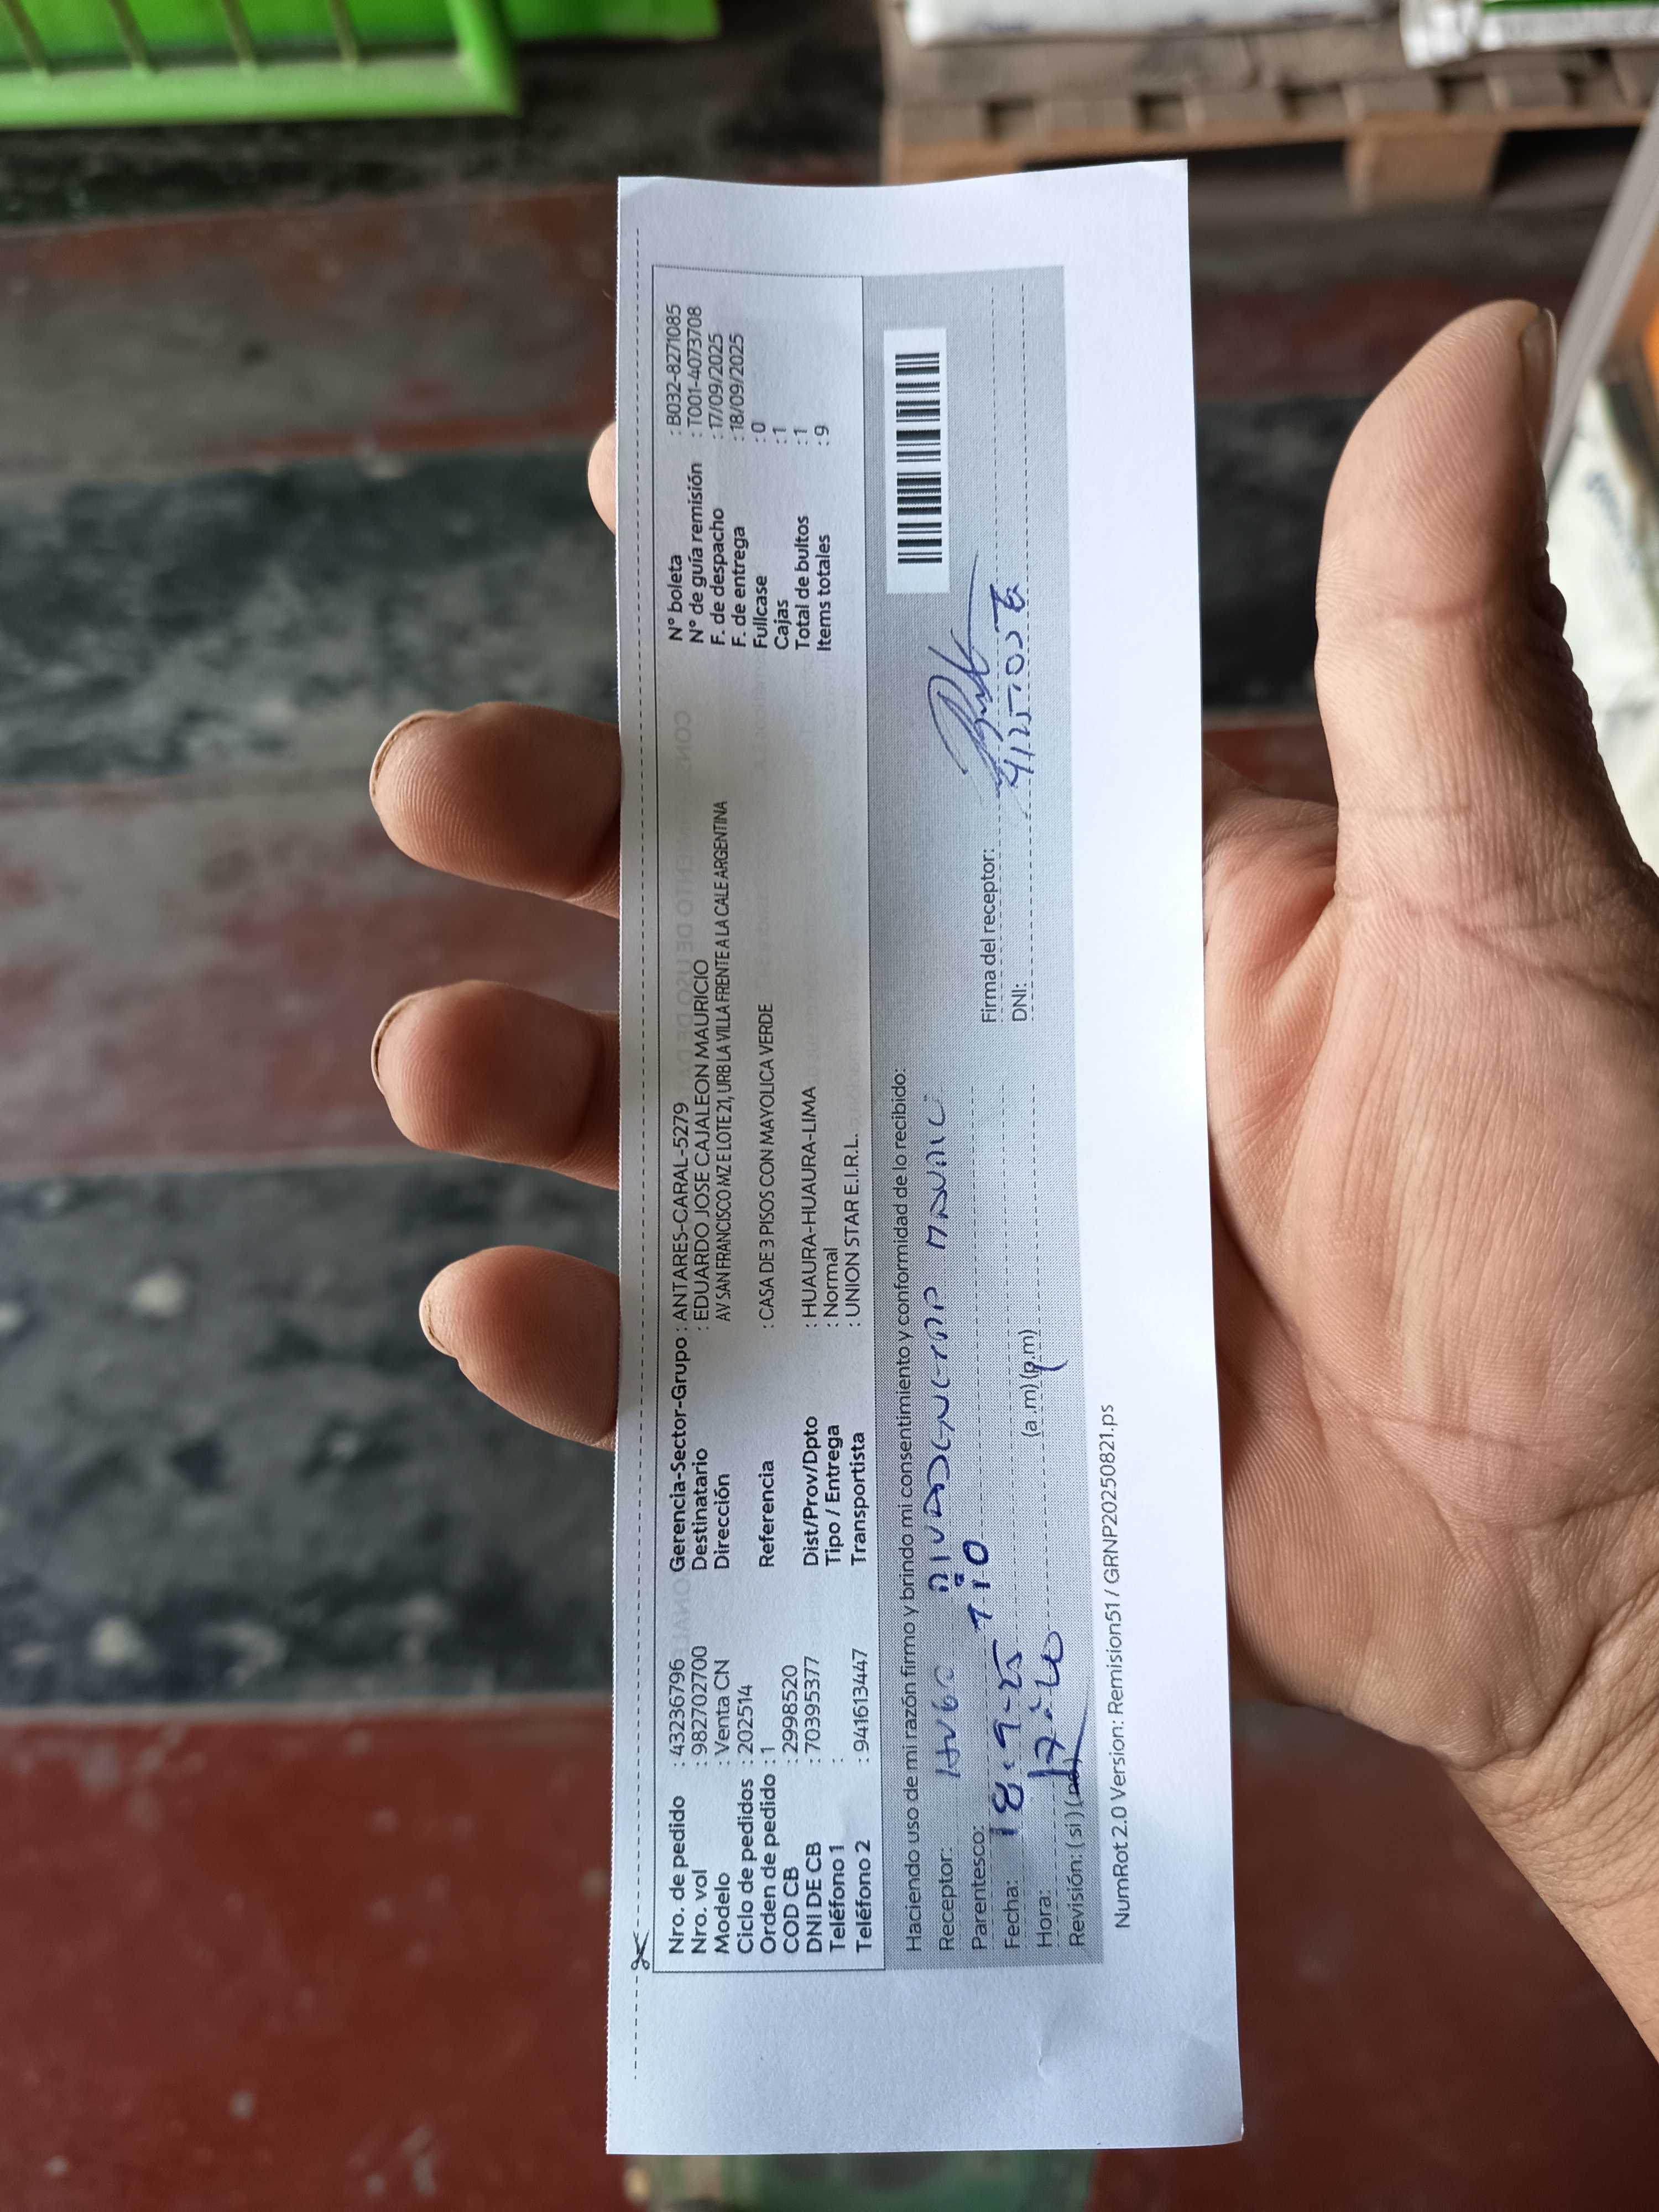 Nro. de pedido : 43236796 Gerencia-Sector-Grupo : ANTARES-CARAL-5279 N° boleta : B032-8271085
Nro. val : 982702700 Destinatario : EDUARDO JOSE CAJALEON MAURICIO N° de guía remisión : T001-4073708
Modelo : Venta CN Dirección AV SAN FRANCISCO MZ E LOTE 21, URB LA VILLA FRENTE A LA CALE ARGENTINA F. de despacho : 17/09/2025
Ciclo de pedidos : 202514 F. de entrega : 18/09/2025
Orden de pedido : 1 Referencia : CASA DE 3 PISOS CON MAYOLICA VERDE Fullcase : 0
COD CB : 2998520 Cajas : 1
DNI DE CB : 70395377 Dist/Prov/Dpto : HUAURA-HUAURA-LIMA Total de bultos : 1
Teléfono 1 : Tipo / Entrega : Normal Items totales : 9
Teléfono 2 : 941613447 Transportista : UNION STAR E.I.R.L.
Haciendo uso de mi razón firmo y brindo mi consentimiento y conformidad de lo recibido:
Receptor: HUGO
Parentesco: TIO Firma del receptor:
Fecha: 18-9-25 DNI:
Hora: 17:20 (a.m) (p.m)
Revisión: ( si ) (no)
NumRot 2.0 Version: Remision51 / GRNP20250821.ps